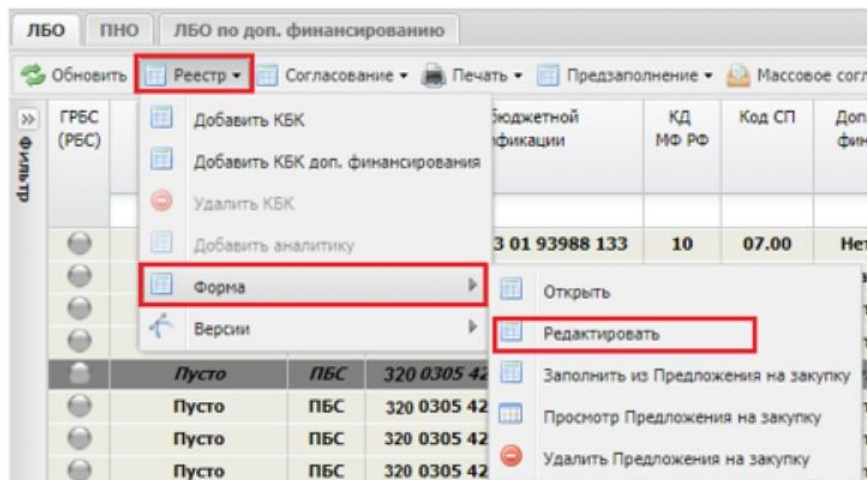 ЛБО ПНО ЛБО по доп. финансированию
Обновить Реестр Согласование Печать Предзаполнение Массовое согл
Фильтр
ГРБС
(РБС)
бюджетной
КД
МФ РФ
Код СП
Доп.
фин
Добавить КБК
Добавить КБК доп. финансирования
Удалить КБК
Добавить аналитику
3 01 93988 133 10 07.00 Нет
Форма
Версии
Открыть
Редактировать
Заполнить из Предложения на закупку
Просмотр Предложения на закупку
Удалить Предложения на закупку
Пусто ПБС 320 0305 42
Пусто ПБС 320 0305 42
Пусто ПБС 320 0305 42
Пусто ПБС 320 0305 42